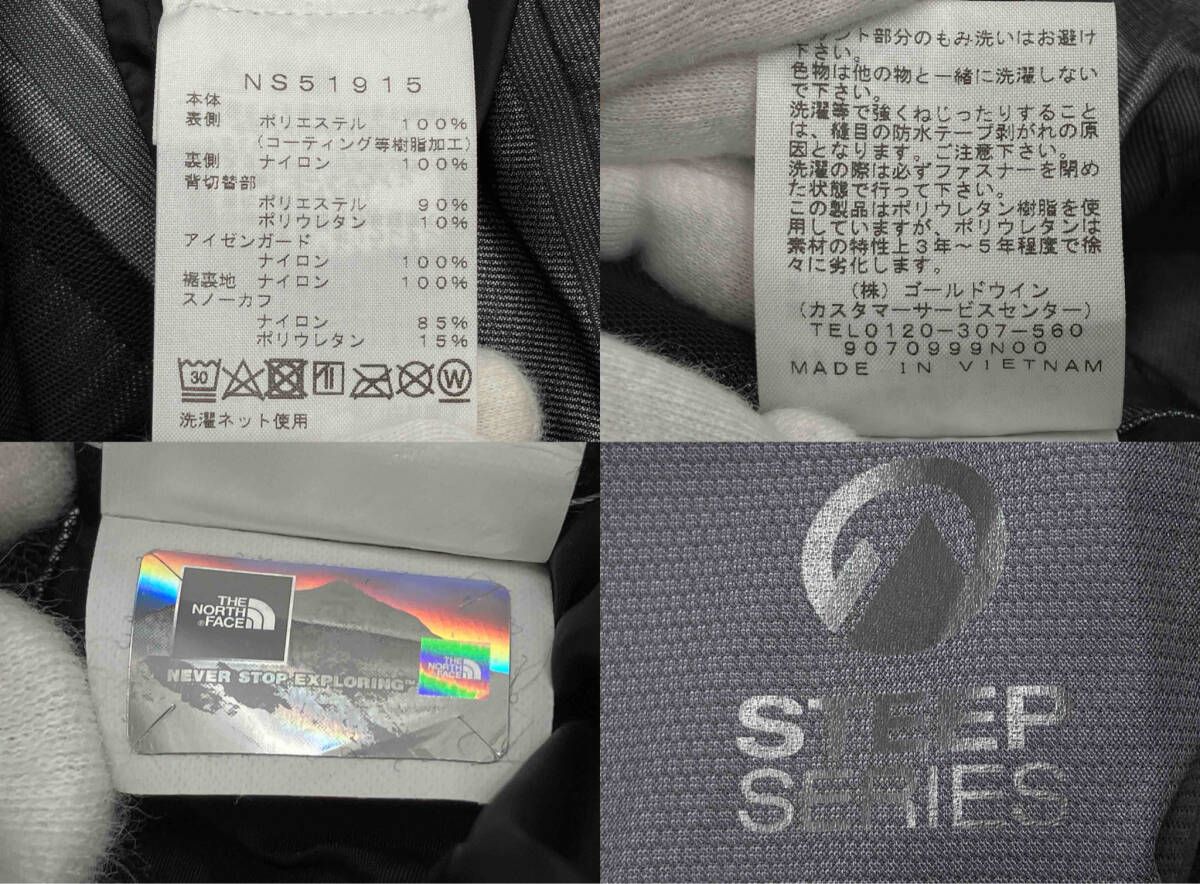 NS51915
本体
表側 ポリエステル 100%
(コーティング等樹脂加工)
裏側 ナイロン 100%
背切替部
ポリエステル 90%
ポリウレタン 10%
アイゼンガード
ナイロン 100%
裾裏地 ナイロン 100%
スノーカフ
ナイロン 85%
ポリウレタン 15%
30
W
洗濯ネット使用
ント部分のもみ洗いはお避け
下さい。
色物は他の物と一緒に洗濯しない
で下さい。
洗濯等で強くねじったりすること
は、縫目の防水テープ剥がれの原
因となります。ご注意下さい。
洗濯の際は必ずファスナーを閉め
た状態で行って下さい。
この製品はポリウレタン樹脂を使
用していますが、ポリウレタンは
素材の特性上3年~5年程度で徐
々に劣化します。
(株) ゴールドウイン
(カスタマーサービスセンター)
TEL0120-307-560
9070999N00
MADE IN VIETNAM
THE
NORTH
®FACE
THE
NORTH
FACE
NEVER STOP EXPLORING™
STEEP
SERIES